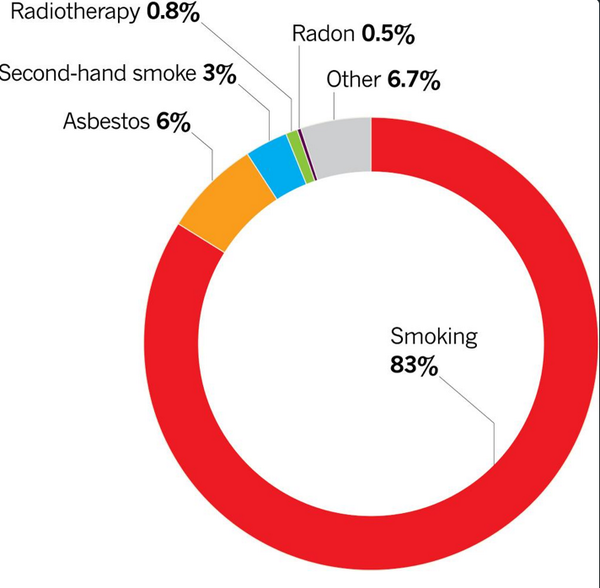 Radiotherapy 0.8%
Radon 0.5%
Second-hand smoke 3%
Other 6.7%
Asbestos 6%
Smoking
83%